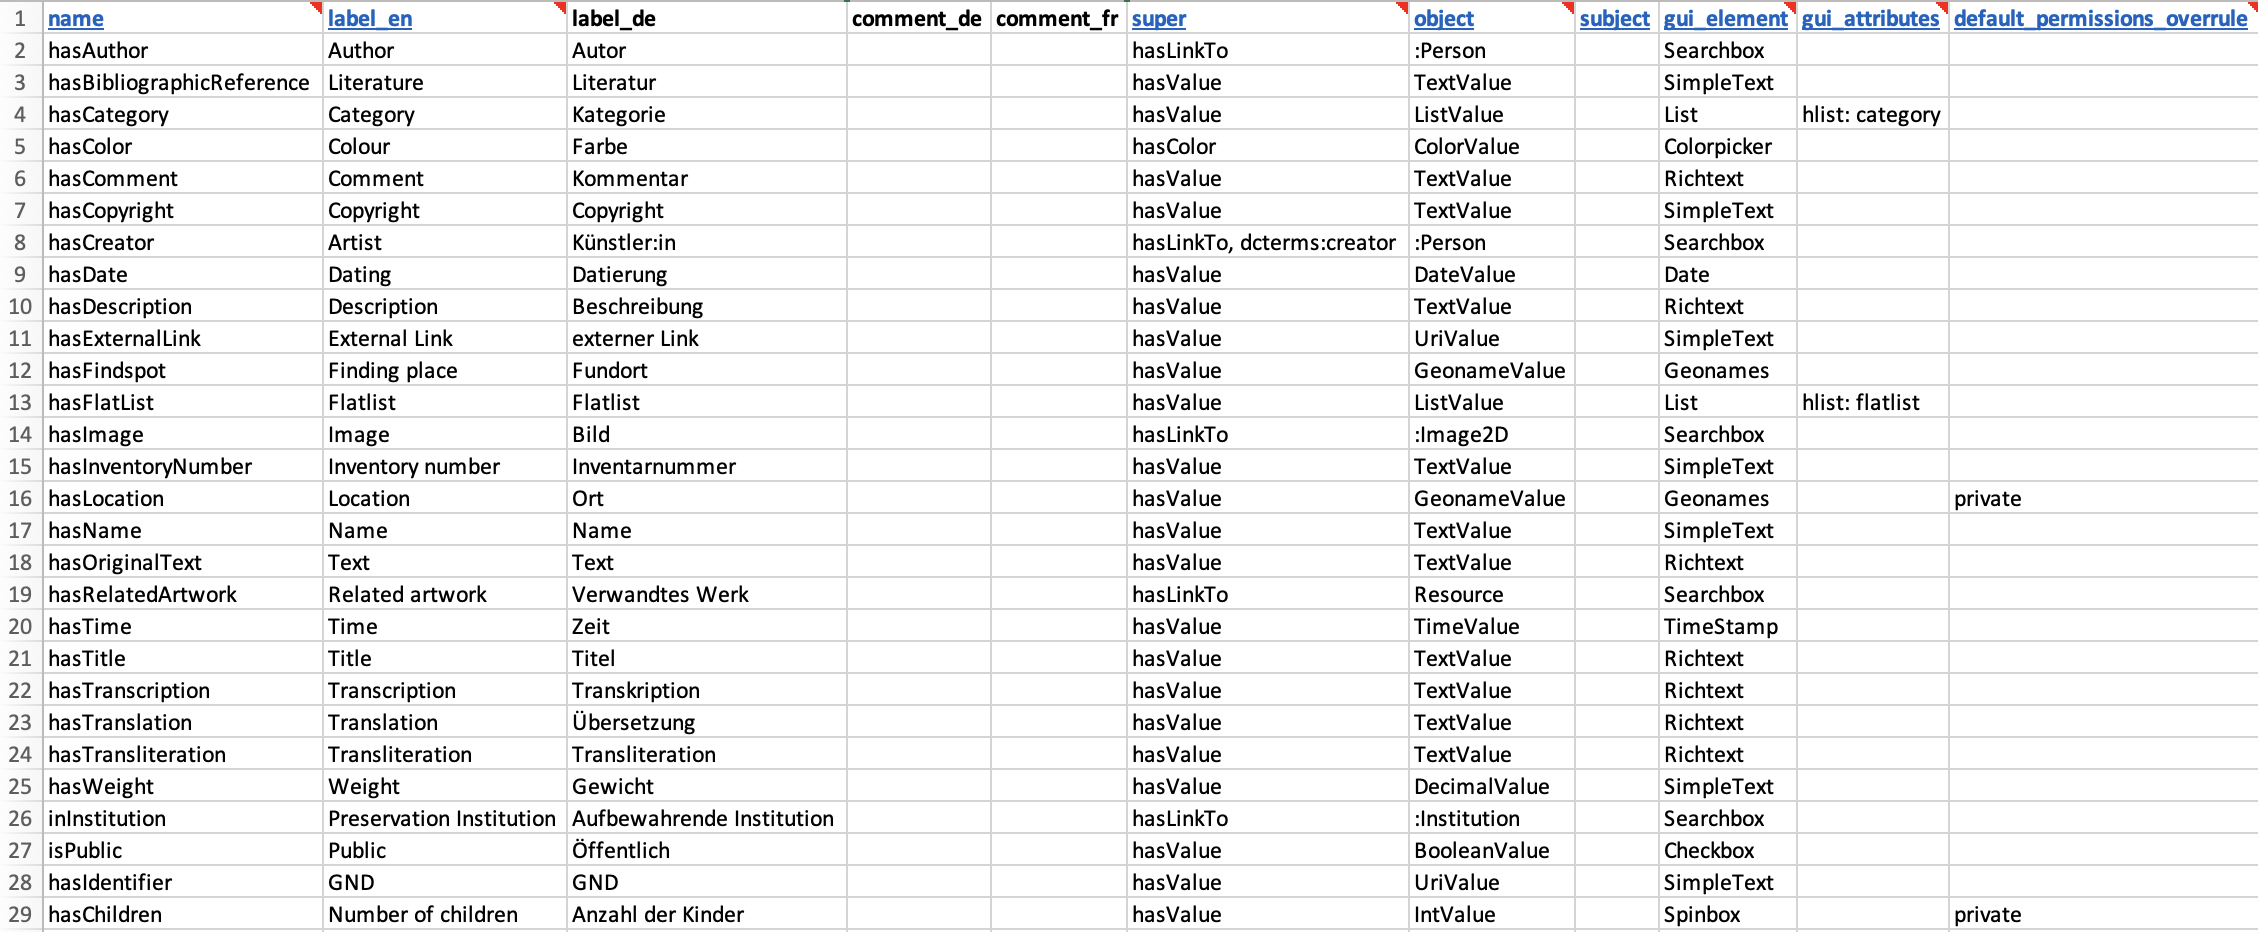 1 name label_en label_de comment_de comment_fr super object subject gui_element gui_attributes default_permissions_overrule
2 hasAuthor Author Autor hasLinkTo :Person Searchbox
3 hasBibliographicReference Literature Literatur hasValue TextValue SimpleText
4 hasCategory Category Kategorie hasValue ListValue List hlist: category
5 hasColor Colour Farbe hasColor ColorValue Colorpicker
6 hasComment Comment Kommentar hasValue TextValue Richtext
7 hasCopyright Copyright Copyright hasValue TextValue SimpleText
8 hasCreator Artist Künstler:in hasLinkTo, dcterms:creator :Person Searchbox
9 hasDate Dating Datierung hasValue DateValue Date
10 hasDescription Description Beschreibung hasValue TextValue Richtext
11 hasExternalLink External Link externer Link hasValue UriValue SimpleText
12 hasFindspot Finding place Fundort hasValue GeonameValue Geonames
13 hasFlatList Flatlist Flatlist hasValue ListValue List hlist: flatlist
14 hasImage Image Bild hasLinkTo :Image2D Searchbox
15 hasInventoryNumber Inventory number Inventarnummer hasValue TextValue SimpleText
16 hasLocation Location Ort hasValue GeonameValue Geonames private
17 hasName Name Name hasValue TextValue SimpleText
18 hasOriginalText Text Text hasValue TextValue Richtext
19 hasRelatedArtwork Related artwork Verwandtes Werk hasLinkTo Resource Searchbox
20 hasTime Time Zeit hasValue TimeValue TimeStamp
21 hasTitle Title Titel hasValue TextValue Richtext
22 hasTranscription Transcription Transkription hasValue TextValue Richtext
23 hasTranslation Translation Übersetzung hasValue TextValue Richtext
24 hasTransliteration Transliteration Transliteration hasValue TextValue Richtext
25 hasWeight Weight Gewicht hasValue DecimalValue SimpleText
26 inInstitution Preservation Institution Aufbewahrende Institution hasLinkTo :Institution Searchbox
27 isPublic Public Öffentlich hasValue BooleanValue Checkbox
28 hasIdentifier GND GND hasValue UriValue SimpleText
29 hasChildren Number of children Anzahl der Kinder hasValue IntValue Spinbox private